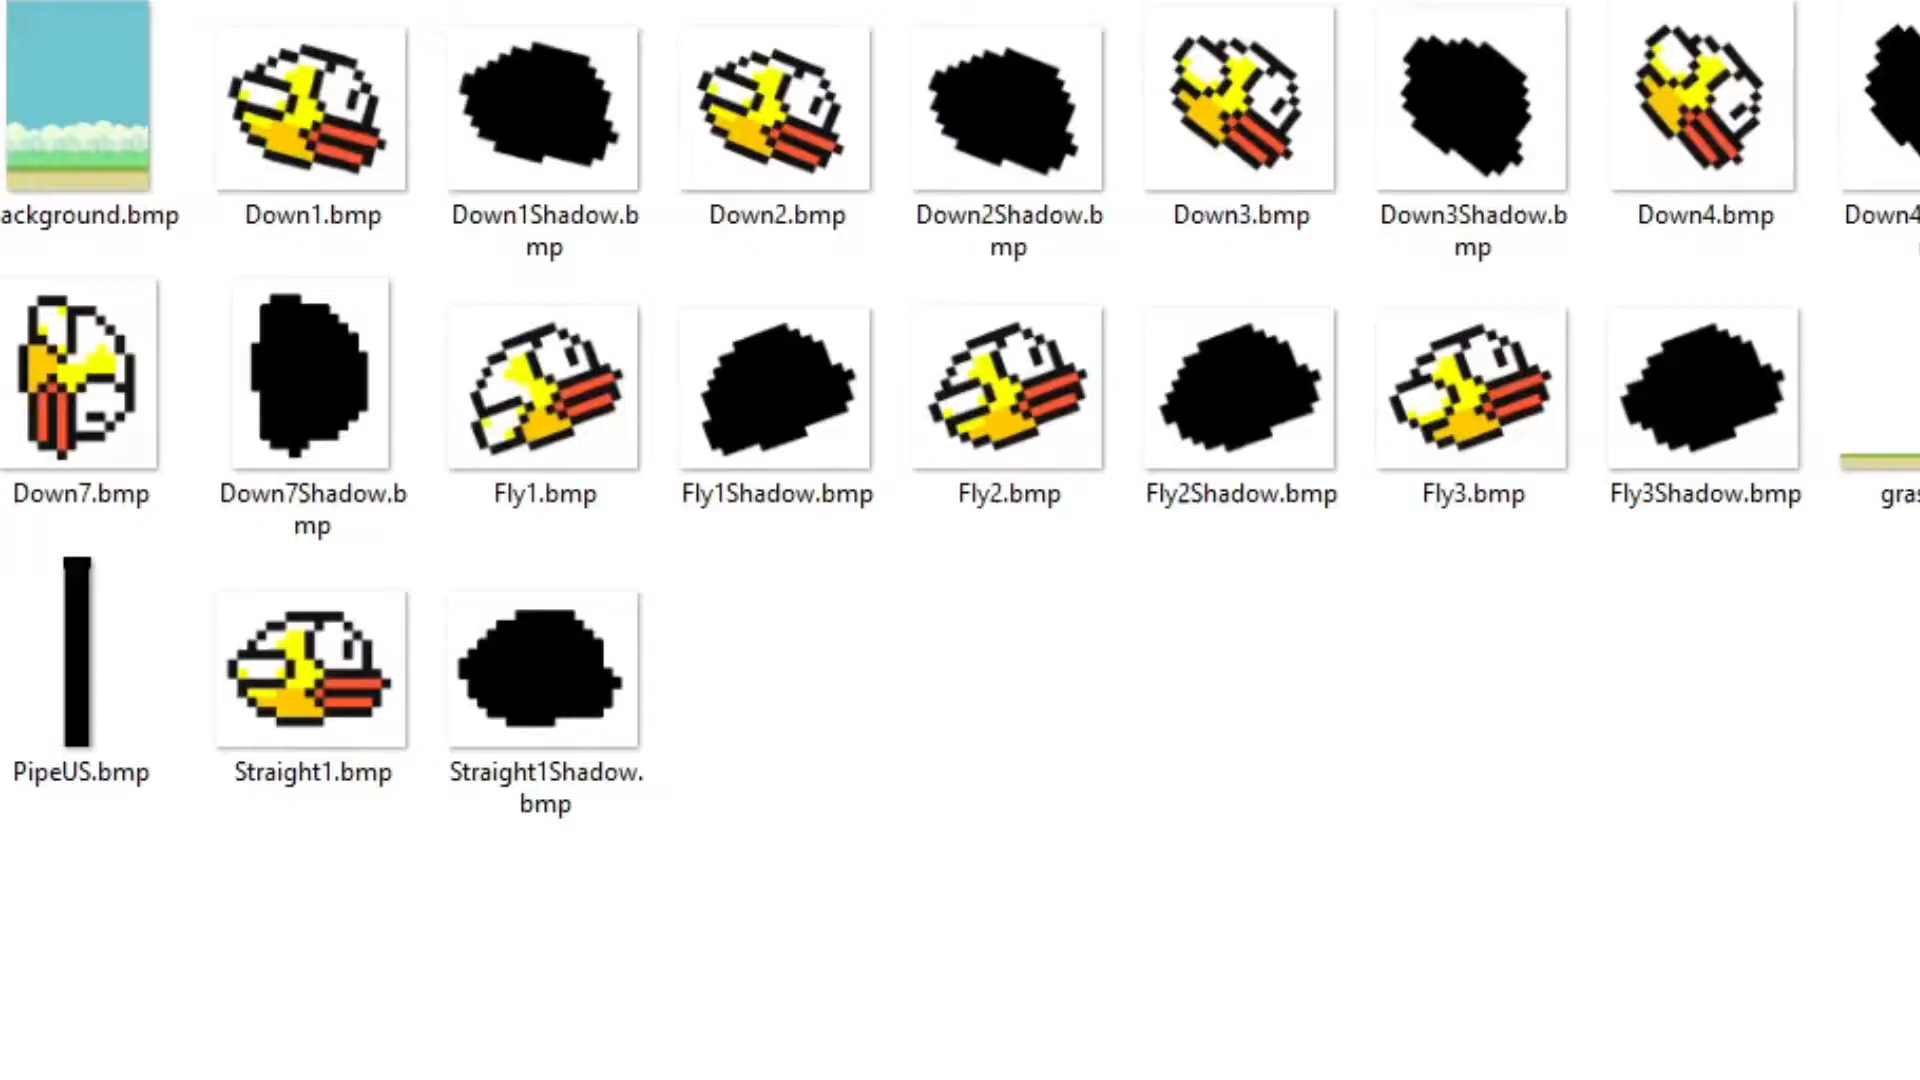 ackground.bmp
Down1.bmp
Down1Shadow.b
mp
Down2.bmp
Down2Shadow.b
mp
Down3.bmp
Down3Shadow.b
mp
Down4.bmp
Down4
Down7.bmp
Down7Shadow.b
mp
Fly1.bmp
Fly1Shadow.bmp
Fly2.bmp
Fly2Shadow.bmp
Fly3.bmp
Fly3Shadow.bmp
gras
PipeUS.bmp
Straight1.bmp
Straight1Shadow.
bmp